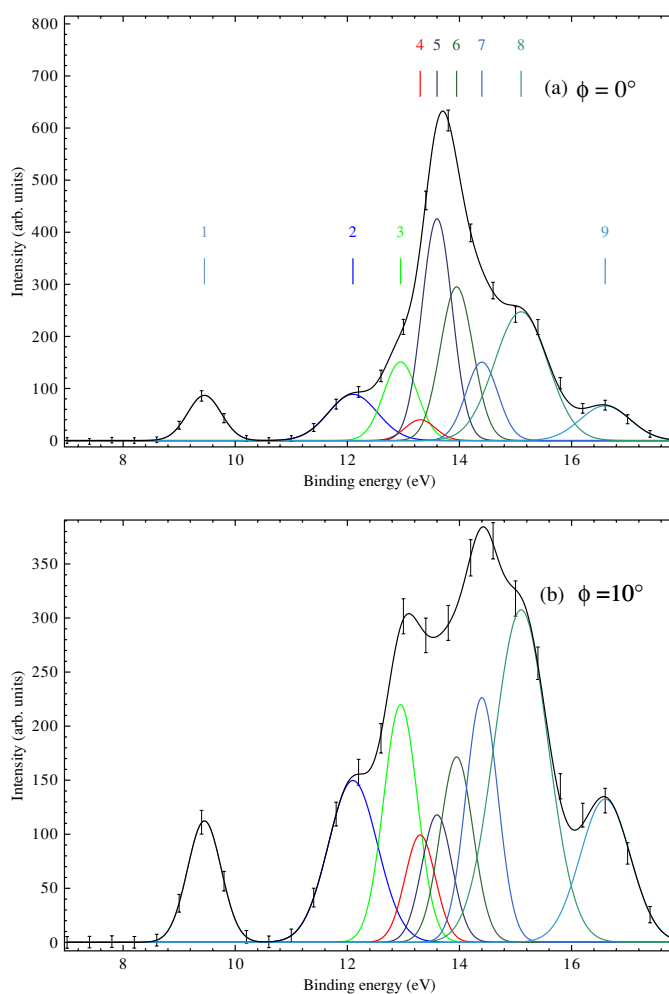 800
700
600
500
400
300
200
100
0
Intensity (arb. units)
4 5 6 7 8
(a) ϕ = 0°
1 2 3 9
8 10 12 14 16
Binding energy (eV)
350
300
250
200
150
100
50
0
Intensity (arb. units)
(b) ϕ =10°
8 10 12 14 16
Binding energy (eV)